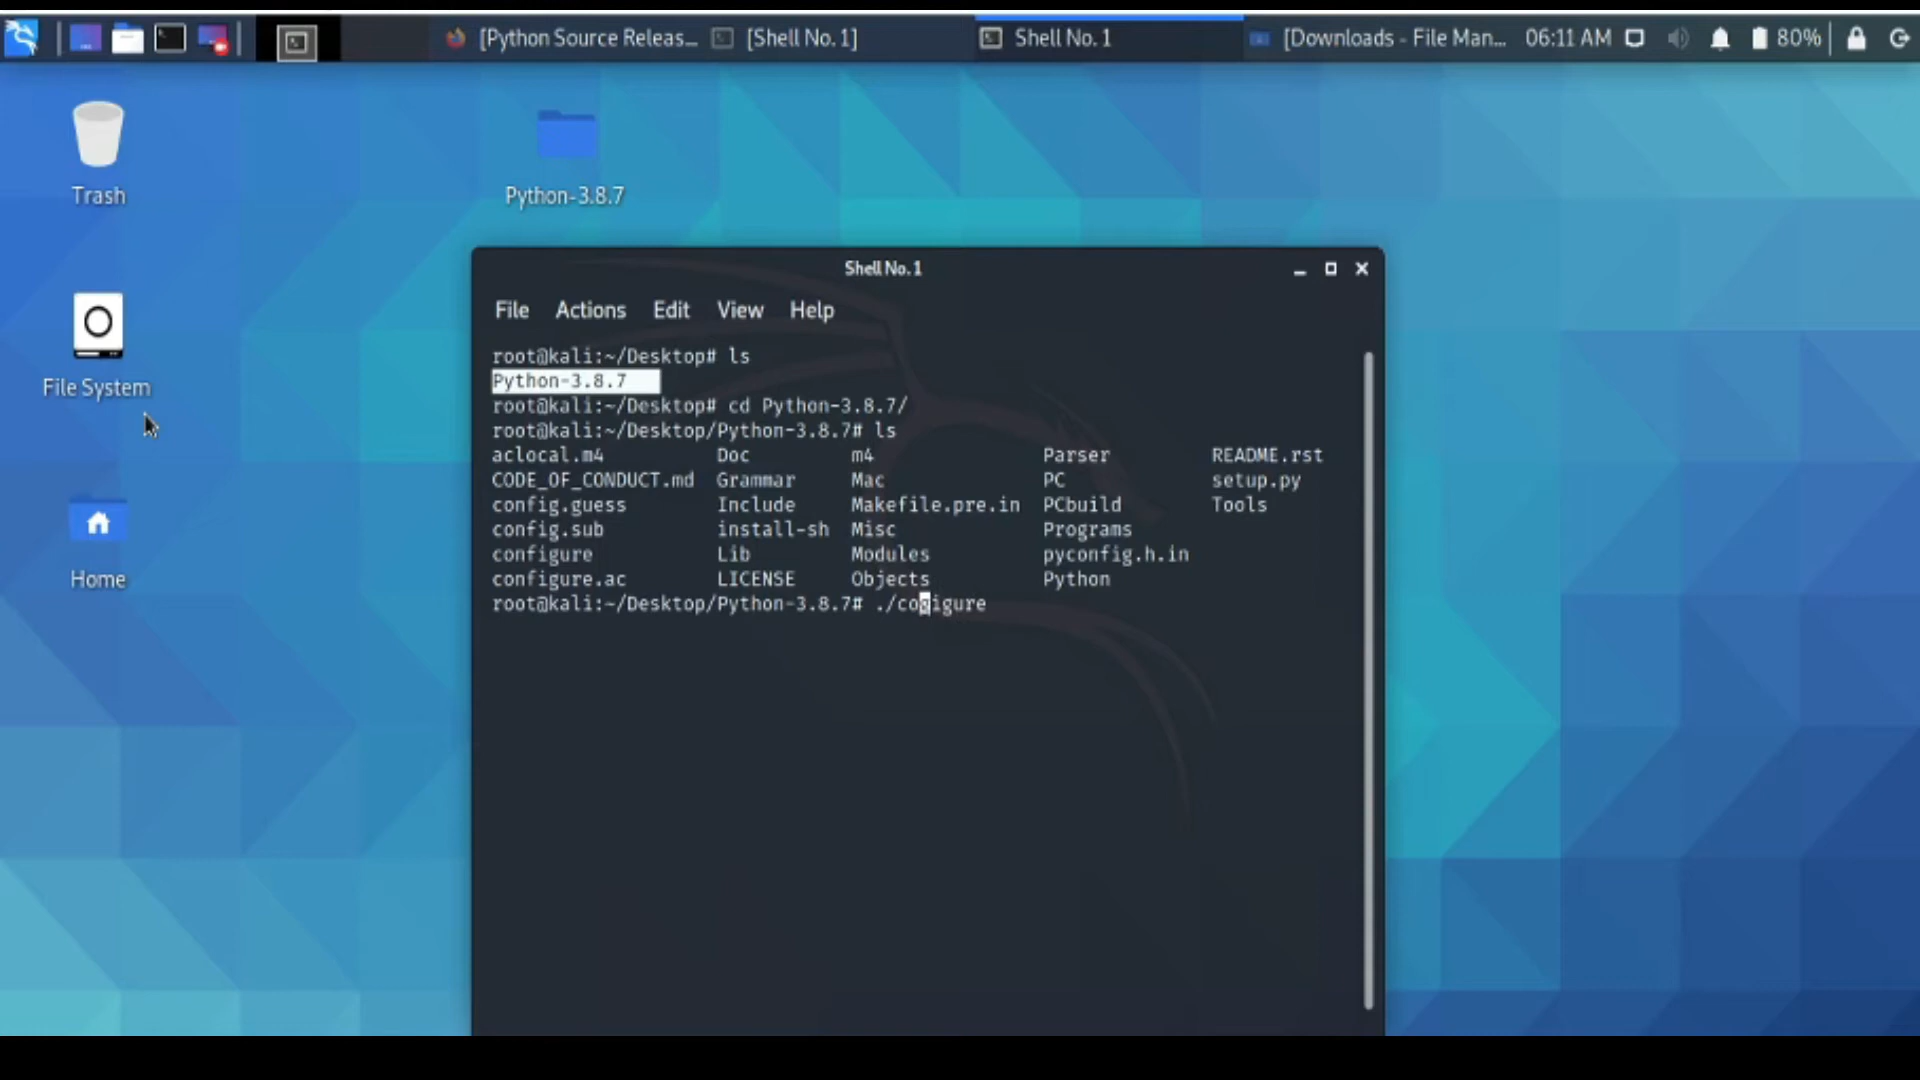 [Python Source Releas... [Shell No. 1] Shell No. 1 [Downloads - File Man... 06:11 AM 80%
Trash
Python-3.8.7
File System
Home
Shell No. 1
File Actions Edit View Help
root@kali:~/Desktop# ls
Python-3.8.7
root@kali:~/Desktop# cd Python-3.8.7/
root@kali:~/Desktop/Python-3.8.7# ls
aclocal.m4 Doc m4 Parser README.rst
CODE_OF_CONDUCT.md Grammar Mac PC setup.py
config.guess Include Makefile.pre.in PCbuild Tools
config.sub install-sh Misc Programs
configure Lib Modules pyconfig.h.in
configure.ac LICENSE Objects Python
root@kali:~/Desktop/Python-3.8.7# ./cogigure